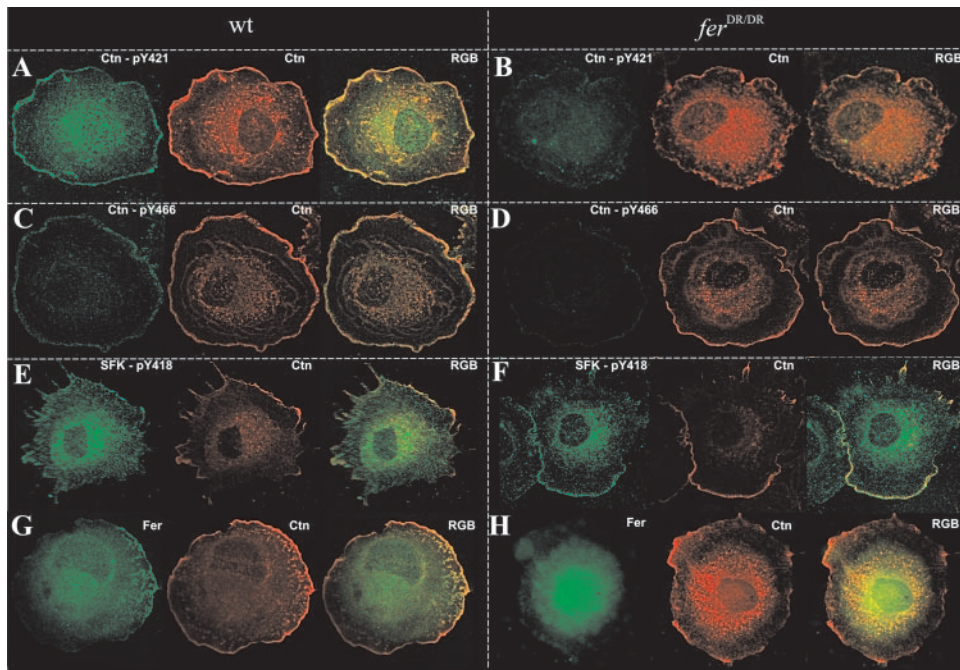 wt
fer DR/DR
A Ctn - pY421 Ctn RGB
B Ctn - pY421 Ctn RGB
C Ctn - pY466 Ctn RGB
D Ctn - pY466 Ctn RGB
E SFK - pY418 Ctn RGB
F SFK - pY418 Ctn RGB
G Fer Ctn RGB
H Fer Ctn RGB